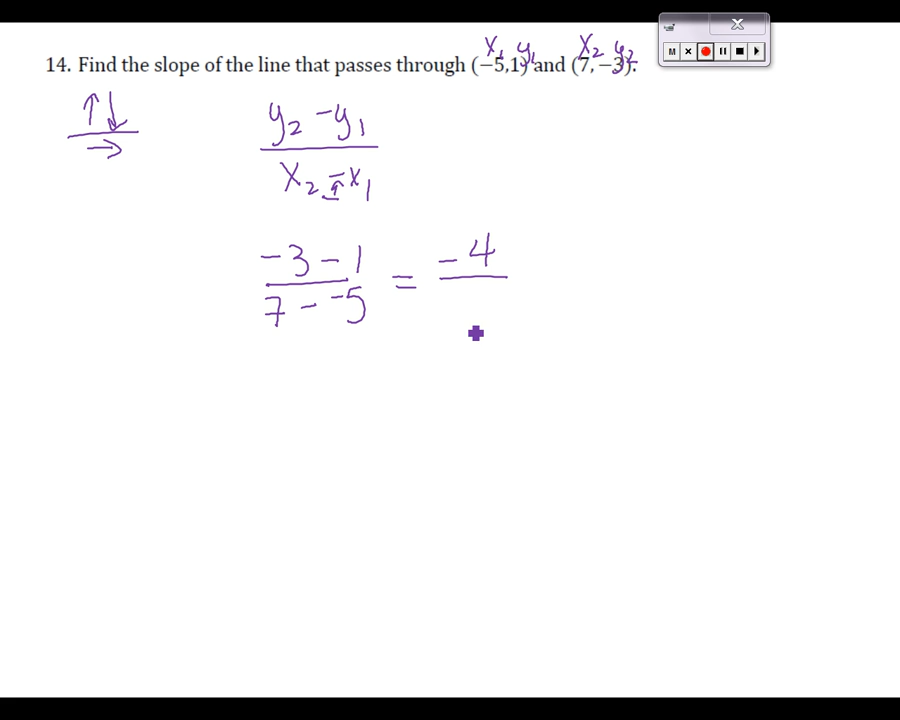 x₁ y₁ x₂ y₂
14. Find the slope of the line that passes through (−5,1) and (7,−3).
↑↓
→
y₂ - y₁
x₂ - x₁
-3 - 1 = -4
7 - -5
M